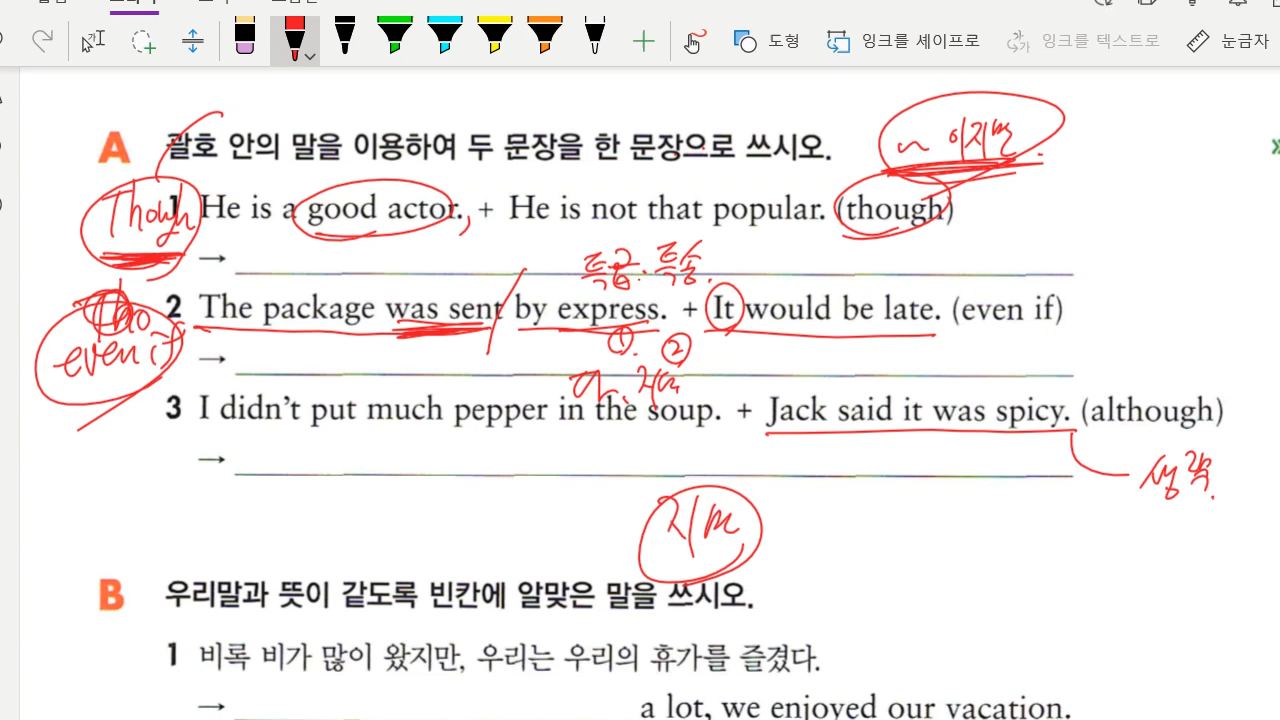 도형 잉크를 셰이프로 잉크를 텍스트로 눈금자
A 괄호 안의 말을 이용하여 두 문장을 한 문장으로 쓰시오.
~ 이지만.
Though
1 He is a good actor. , + He is not that popular. (though)
→
특급. 특송.
2 The package was sent / by express. + It would be late. (even if)
tho
even if
① . ②
→
3 I didn't put much pepper in the soup. + Jack said it was spicy. (although)
→
생략.
지만
B 우리말과 뜻이 같도록 빈칸에 알맞은 말을 쓰시오.
1 비록 비가 많이 왔지만, 우리는 우리의 휴가를 즐겼다.
→ a lot, we enjoyed our vacation.